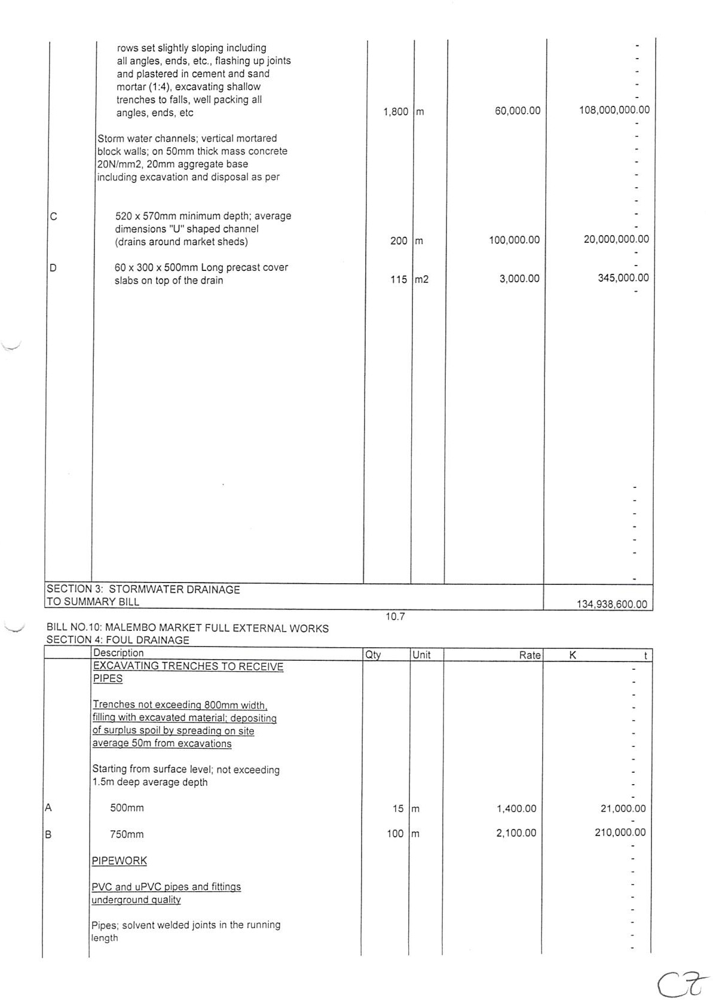 rows set slightly sloping including
all angles, ends, etc., flashing up joints
and plastered in cement and sand
mortar (1:4), excavating shallow
trenches to falls, well packing all
angles, ends, etc 1,800 m 60,000.00 108,000,000.00
Storm water channels; vertical mortared
block walls; on 50mm thick mass concrete
20N/mm2, 20mm aggregate base
including excavation and disposal as per
C 520 x 570mm minimum depth; average
dimensions "U" shaped channel
(drains around market sheds) 200 m 100,000.00 20,000,000.00
D 60 x 300 x 500mm Long precast cover
slabs on top of the drain 115 m2 3,000.00 345,000.00
SECTION 3: STORMWATER DRAINAGE
TO SUMMARY BILL 134,938,600.00
10.7
BILL NO.10: MALEMBO MARKET FULL EXTERNAL WORKS
SECTION 4: FOUL DRAINAGE
Description Qty Unit Rate K t
EXCAVATING TRENCHES TO RECEIVE
PIPES
Trenches not exceeding 800mm width,
filling with excavated material; depositing
of surplus spoil by spreading on site
average 50m from excavations
Starting from surface level; not exceeding
1.5m deep average depth
A 500mm 15 m 1,400.00 21,000.00
B 750mm 100 m 2,100.00 210,000.00
PIPEWORK
PVC and uPVC pipes and fittings
underground quality
Pipes; solvent welded joints in the running
length